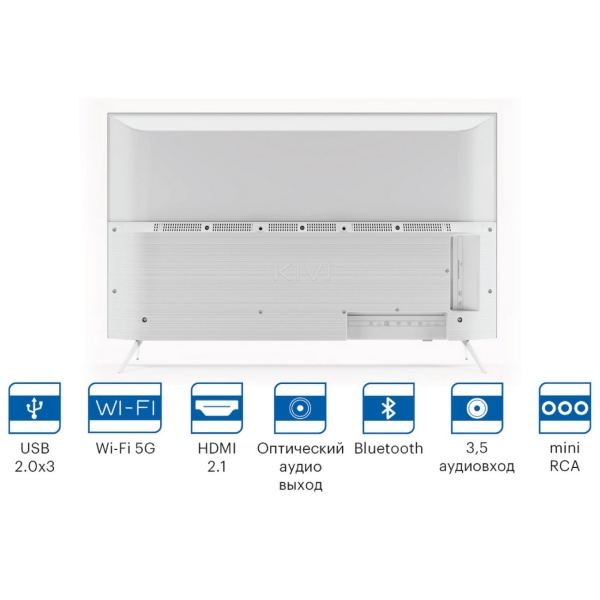 KIVI
WI-FI
USB
2.0x3
Wi-Fi 5G
HDMI
2.1
Оптический
аудио
выход
Bluetooth
3,5
аудиовход
mini
RCA